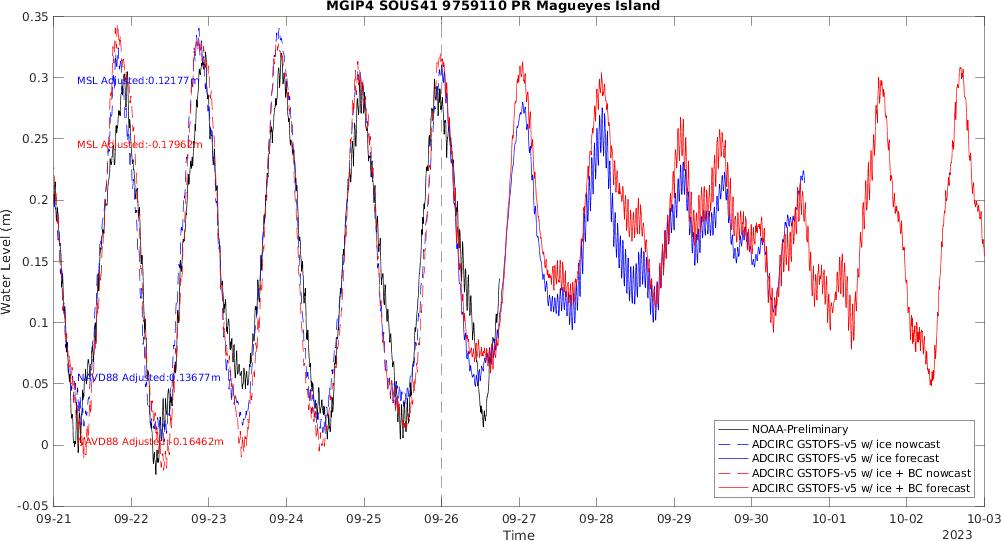 MGIP4 SOUS41 9759110 PR Magueyes Island
0.35
0.3
0.25
0.2
0.15
0.1
0.05
0
-0.05
Water Level (m)
MSL Adjusted:0.12177m
MSL Adjusted:-0.17962m
NAVD88 Adjusted:0.13677m
NAVD88 Adjusted:-0.16462m
NOAA-Preliminary
ADCIRC GSTOFS-v5 w/ ice nowcast
ADCIRC GSTOFS-v5 w/ ice forecast
ADCIRC GSTOFS-v5 w/ ice + BC nowcast
ADCIRC GSTOFS-v5 w/ ice + BC forecast
09-21 09-22 09-23 09-24 09-25 09-26 09-27 09-28 09-29 09-30 10-01 10-02 10-03
Time
2023